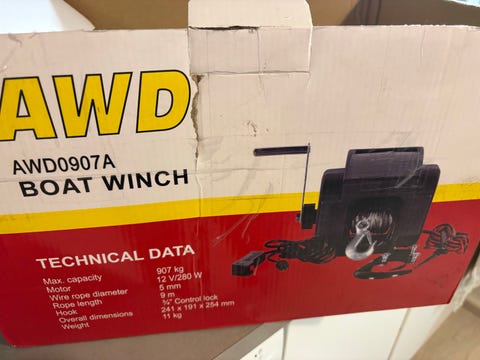 AWD
AWD0907A
BOAT WINCH
TECHNICAL DATA
Max. capacity 907 kg
Motor 12 V/280 W
Wire rope diameter 5 mm
Rope length 9 m
Hook ¾" Control lock
Overall dimensions 241 x 191 x 254 mm
Weight 11 kg